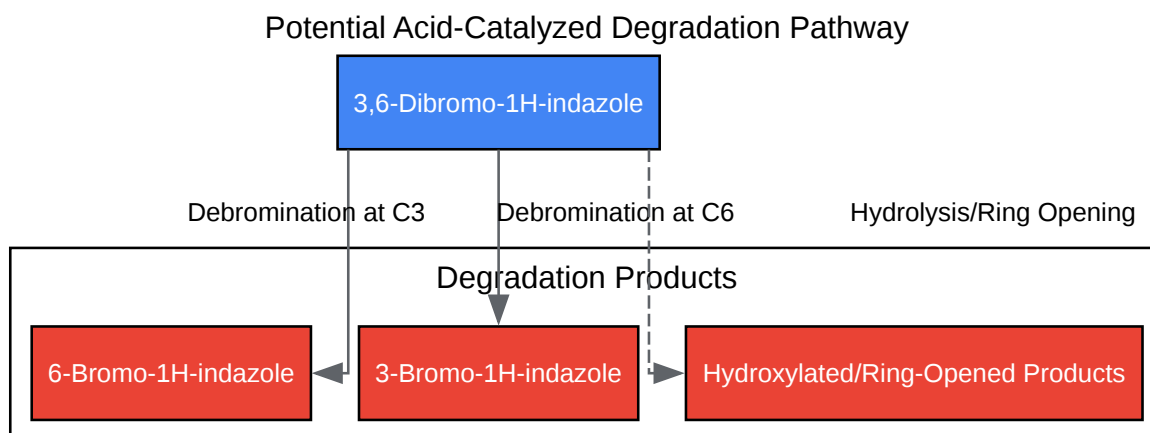 Potential Acid-Catalyzed Degradation Pathway
3,6-Dibromo-1H-indazole
Debromination at C3
Debromination at C6
Hydrolysis/Ring Opening
Degradation Products
6-Bromo-1H-indazole
3-Bromo-1H-indazole
Hydroxylated/Ring-Opened Products